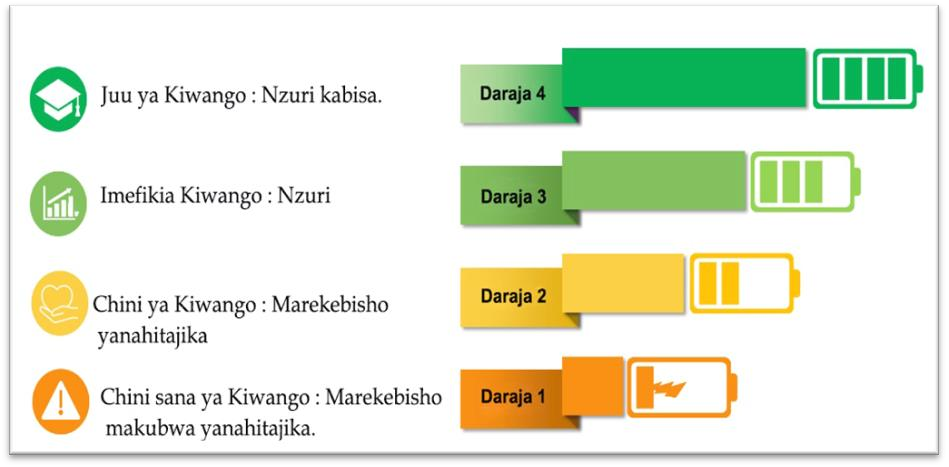 Juu ya Kiwango : Nzuri kabisa.
Daraja 4
Imefikia Kiwango : Nzuri
Daraja 3
Chini ya Kiwango : Marekebisho
yanahitajika
Daraja 2
Chini sana ya Kiwango : Marekebisho
makubwa yanahitajika.
Daraja 1